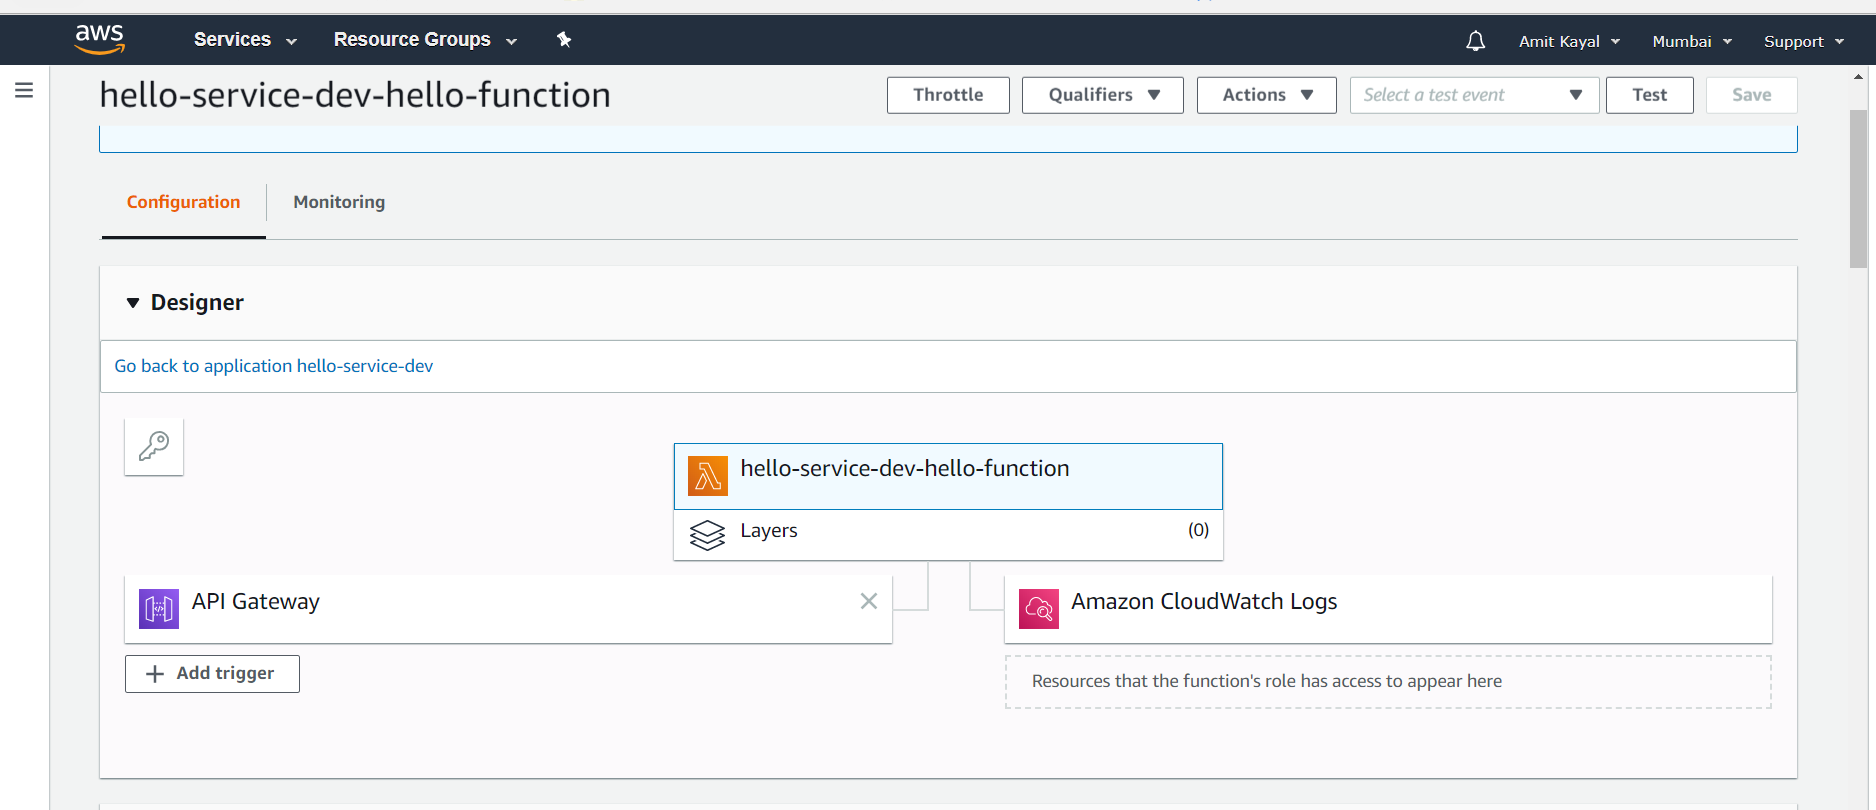 aws Services Resource Groups Amit Kayal Mumbai Support
hello-service-dev-hello-function Throttle Qualifiers Actions Select a test event Test Save
Configuration Monitoring
Designer
Go back to application hello-service-dev
hello-service-dev-hello-function
Layers (0)
API Gateway Amazon CloudWatch Logs
Add trigger
Resources that the function's role has access to appear here